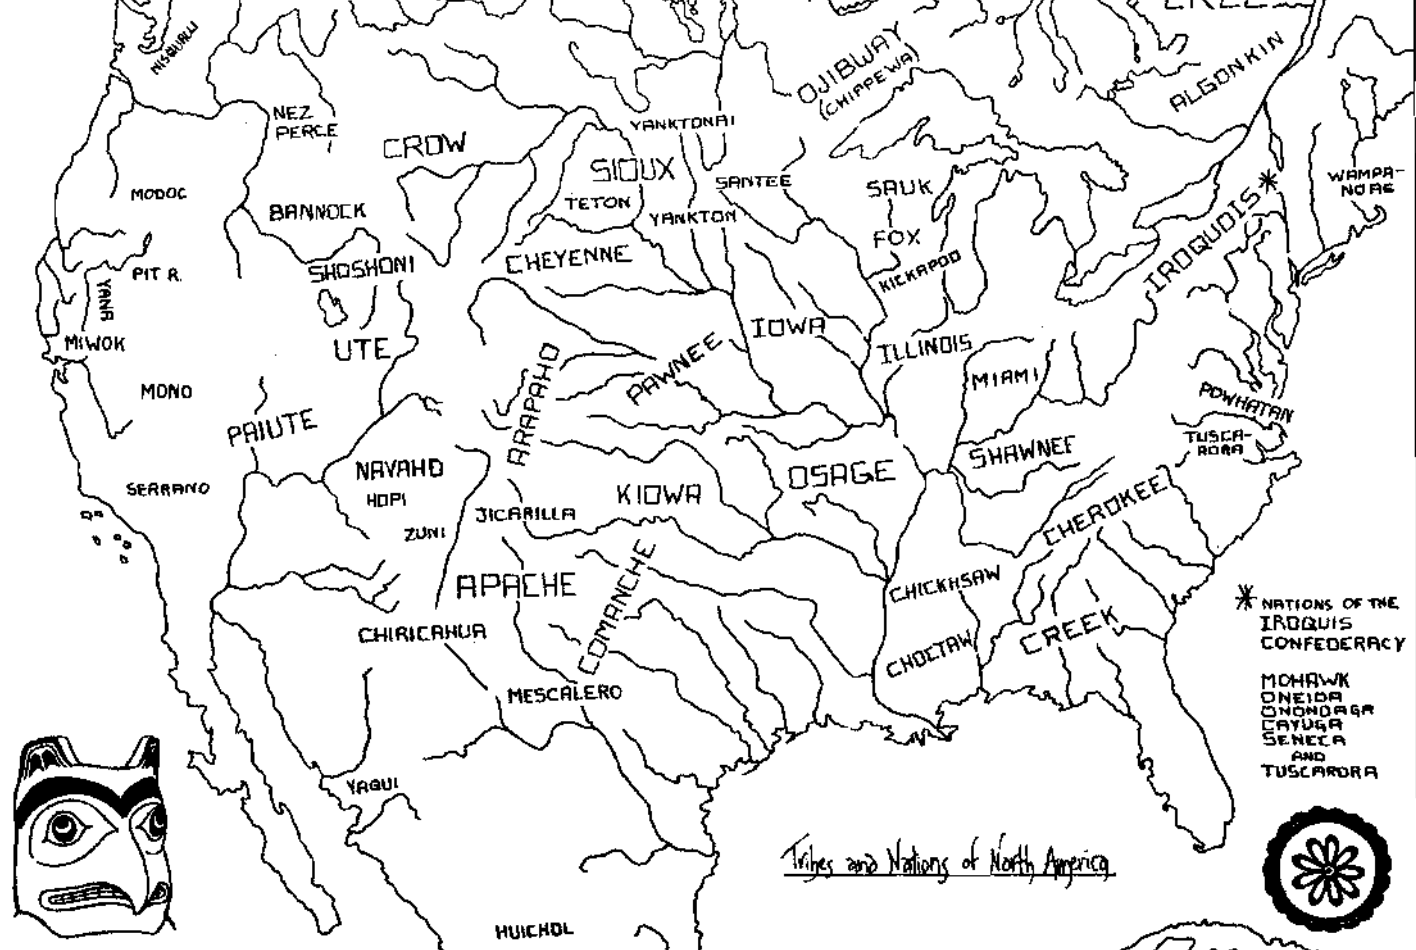 NISQUALLI
OJIBWAY
(CHIPPEWA)
CREE
ALGONKIN
NEZ
PERCE
CROW
YANKTONAI
SIOUX
TETON
SANTEE
YANKTON
SAUK
FOX
KICKAPOO
WAMPA-
NOAG
IROQUOIS*
MODOC
BANNOCK
PIT R.
YANA
MIWOK
SHOSHONI
CHEYENNE
UTE
IOWA
ILLINOIS
MIAMI
PAWNEE
ARAPAHO
MONO
PAIUTE
POWHATAN
TUSCA-
RORA
SHAWNEE
NAVAHO
HOPI
ZUNI
SERRANO
JICARILLA
KIOWA
OSAGE
CHEROKEE
APACHE
COMANCHE
CHICKASAW
CHIRICAHUA
CHOCTAW
CREEK
MESCALERO
YAQUI
HUICHOL
* NATIONS OF THE
IROQUIS
CONFEDERACY
MOHAWK
ONEIDA
ONONDAGA
CAYUGA
SENECA
AND
TUSCARORA
Tribes and Nations of North America